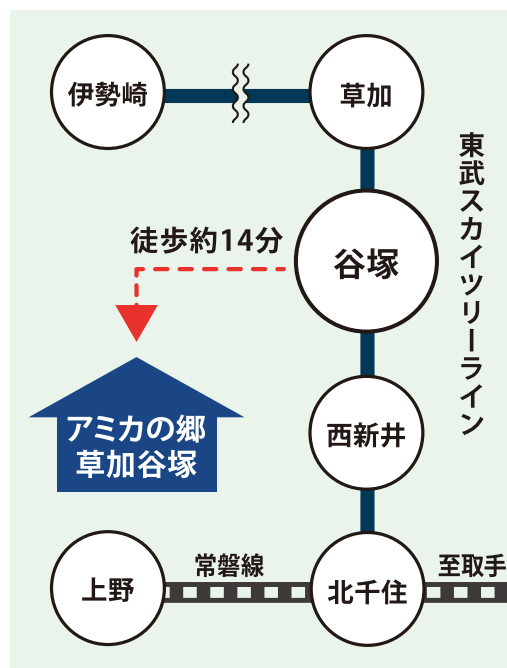 伊勢崎
草加
東武スカイツリーライン
徒歩約14分
谷塚
アミカの郷
草加谷塚
西新井
常磐線
至取手
上野
北千住